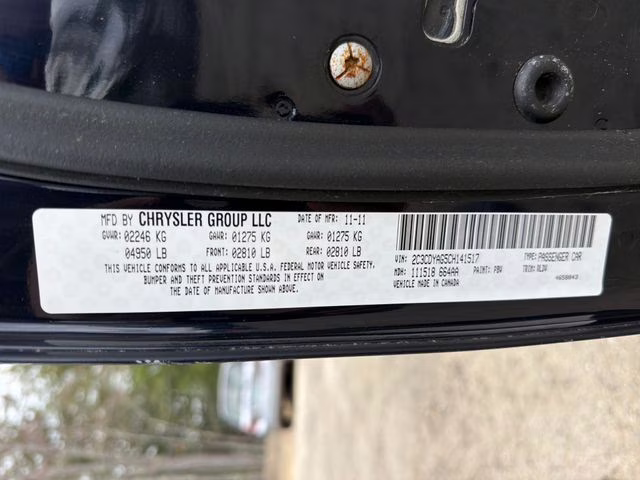 MFD BY CHRYSLER GROUP LLC DATE OF MFR: 11-11
GVWR: 02246 KG GAWR: 01275 KG GAWR: 01275 KG
04950 LB FRONT: 02810 LB REAR: 02810 LB
THIS VEHICLE CONFORMS TO ALL APPLICABLE U.S.A. FEDERAL MOTOR VEHICLE SAFETY,
BUMPER AND THEFT PREVENTION STANDARDS IN EFFECT ON
THE DATE OF MANUFACTURE SHOWN ABOVE.
VIN: 2C3CDYAG5CH141517 TYPE: PASSENGER CAR
MDH: 111518 664AA PAINT: PBV TRIM: RLDV
VEHICLE MADE IN CANADA 4658043